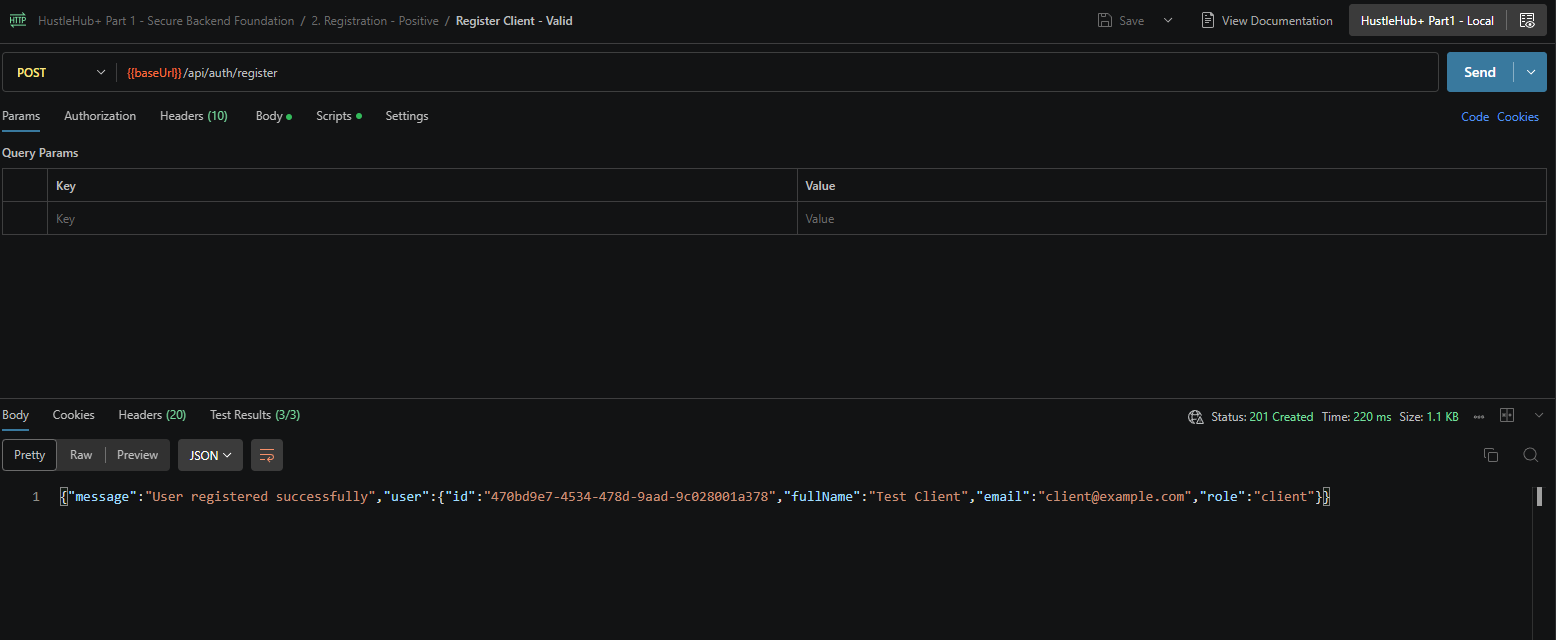 HTTP HustleHub+ Part 1 - Secure Backend Foundation / 2. Registration - Positive / Register Client - Valid Save View Documentation HustleHub+ Part1 - Local
POST {{baseUrl}}/api/auth/register Send
Params Authorization Headers (10) Body Scripts Settings Code Cookies
Query Params
Key Value
Key Value
Body Cookies Headers (20) Test Results (3/3) Status: 201 Created Time: 220 ms Size: 1.1 KB
Pretty Raw Preview JSON
1 {"message":"User registered successfully","user":{"id":"470bd9e7-4534-478d-9aad-9c028001a378","fullName":"Test Client","email":"client@example.com","role":"client"}}